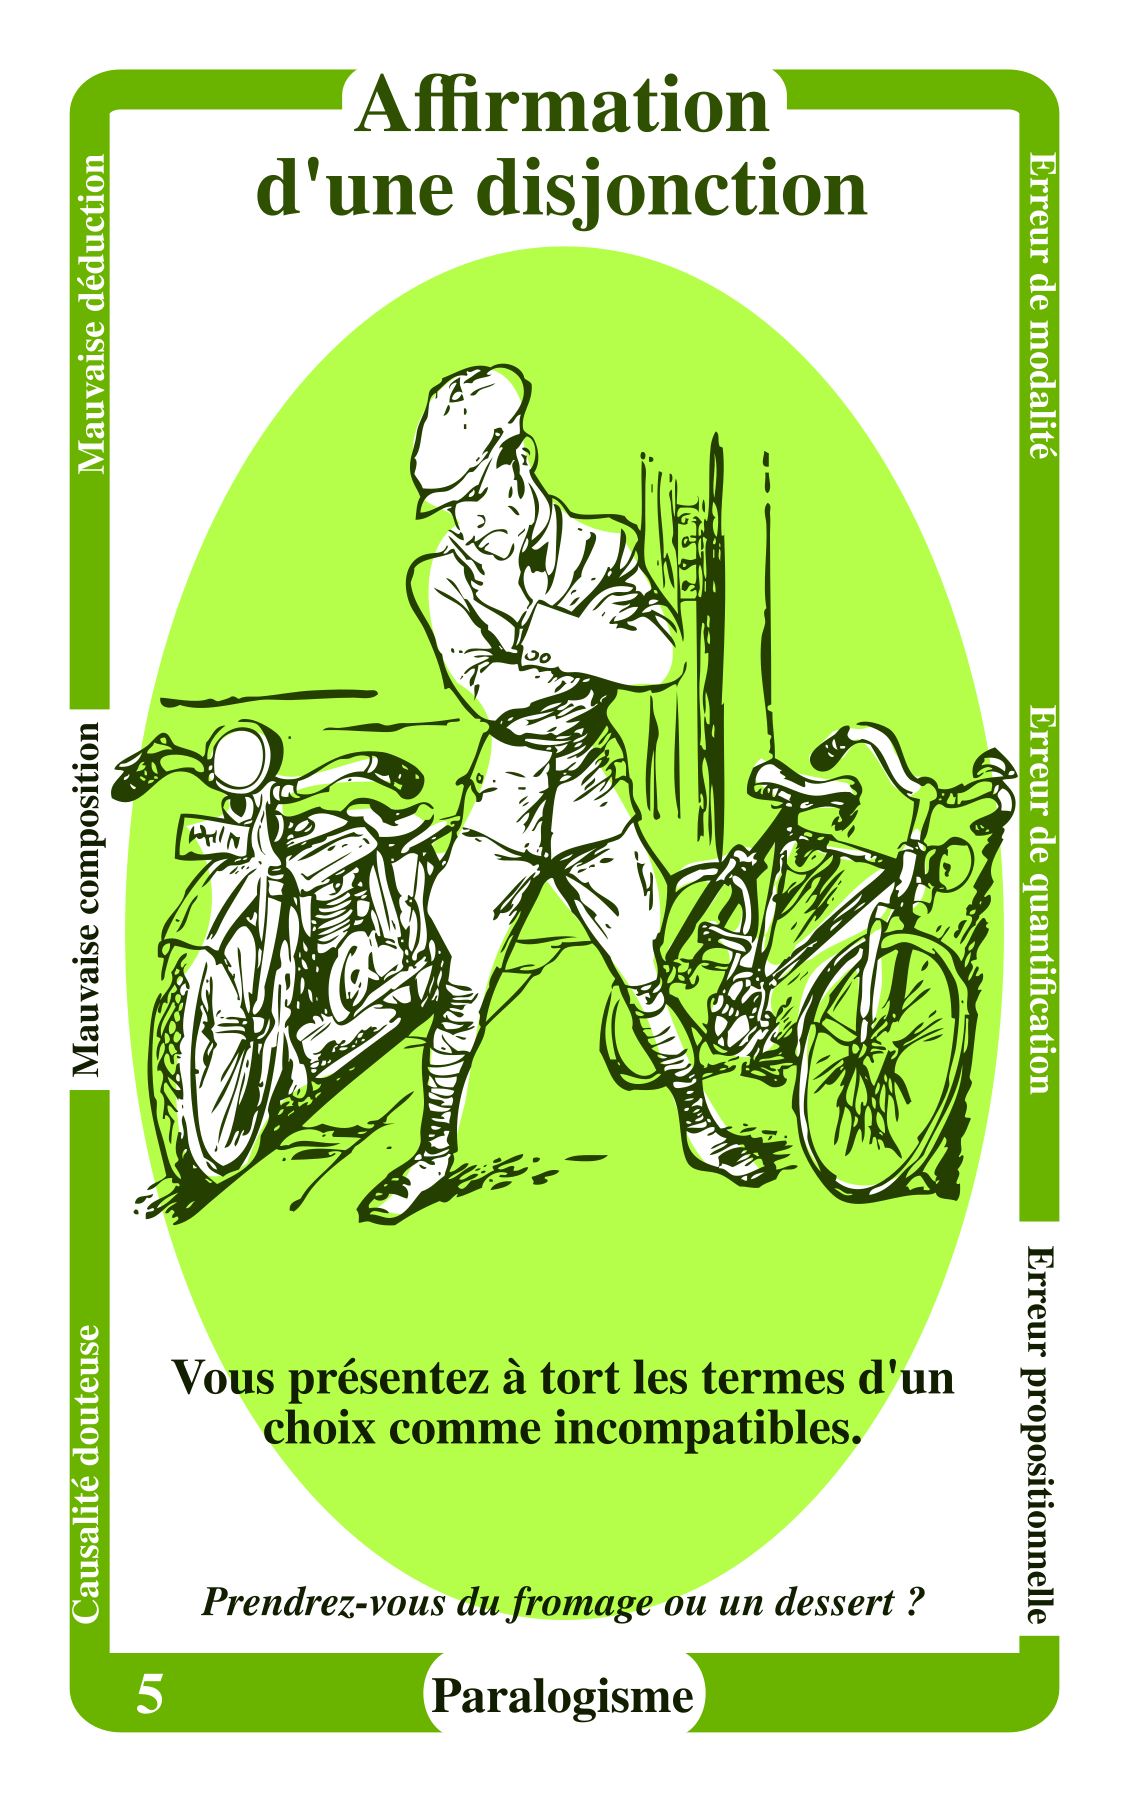 Affirmation
d'une disjonction
Mauvaise déduction
Mauvaise composition
Causalité douteuse
Erreur de modalité
Erreur de quantification
Erreur propositionnelle
Vous présentez à tort les termes d'un
choix comme incompatibles.
Prendrez-vous du fromage ou un dessert ?
5
Paralogisme